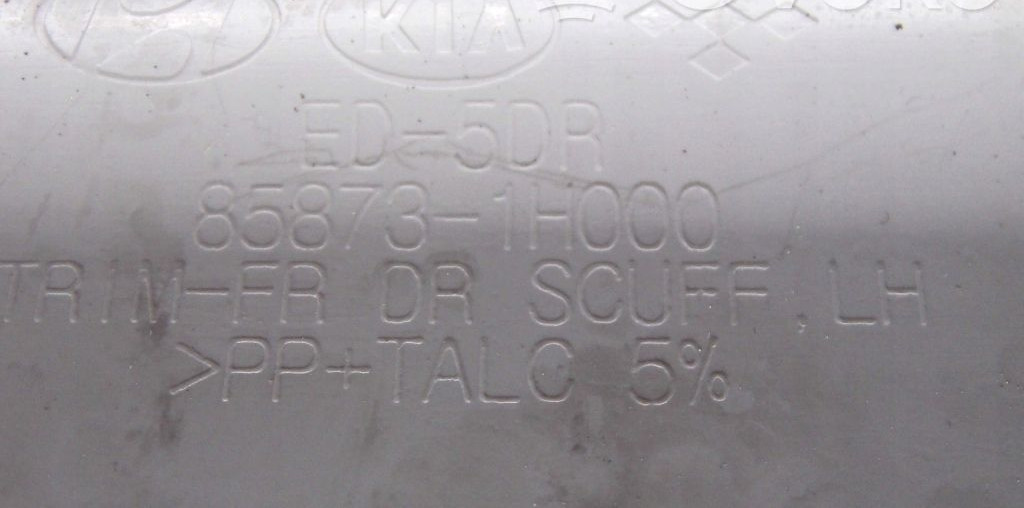 KIA
ED-5DR
85873-1H000
TRIM-FR DR SCUFF,LH
>PP+TALC 5%